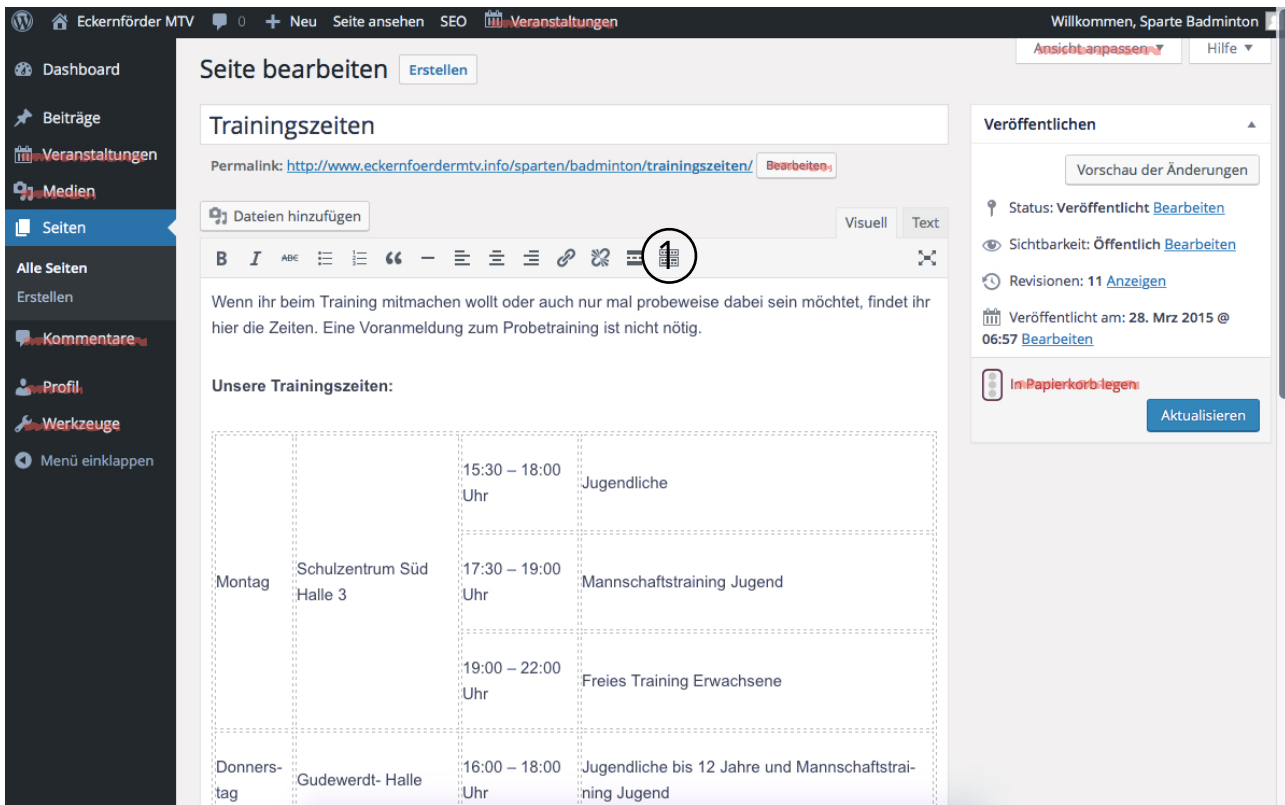 Eckernförder MTV 0 + Neu Seite ansehen SEO Veranstaltungen Willkommen, Sparte Badminton
Ansicht anpassen ▼ Hilfe ▼
Dashboard
Beiträge
Veranstaltungen
Medien
Seiten
Alle Seiten
Erstellen
Kommentare
Profil
Werkzeuge
Menü einklappen
Seite bearbeiten Erstellen
Trainingszeiten
Permalink: http://www.eckernfoerdermtv.info/sparten/badminton/trainingszeiten/ Bearbeiten
Dateien hinzufügen
Visuell Text
B I ABE 1
Wenn ihr beim Training mitmachen wollt oder auch nur mal probeweise dabei sein möchtet, findet ihr
hier die Zeiten. Eine Voranmeldung zum Probetraining ist nicht nötig.
Unsere Trainingszeiten:
Montag
Schulzentrum Süd
Halle 3
15:30 – 18:00
Uhr
Jugendliche
17:30 – 19:00
Uhr
Mannschaftstraining Jugend
19:00 – 22:00
Uhr
Freies Training Erwachsene
Donners-
tag
Gudewerdt- Halle
16:00 – 18:00
Uhr
Jugendliche bis 12 Jahre und Mannschaftstrai-
ning Jugend
Veröffentlichen
Vorschau der Änderungen
Status: Veröffentlicht Bearbeiten
Sichtbarkeit: Öffentlich Bearbeiten
Revisionen: 11 Anzeigen
Veröffentlicht am: 28. Mrz 2015 @
06:57 Bearbeiten
In Papierkorb legen
Aktualisieren